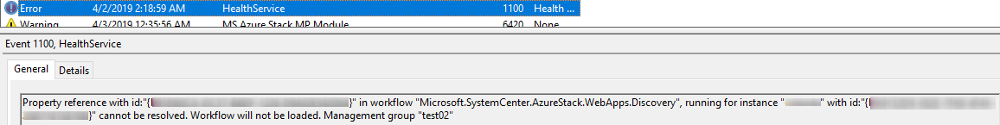 Error 4/2/2019 2:18:59 AM HealthService 1100 Health ...
Warning 4/3/2019 12:35:56 AM MS Azure Stack MP Module 6420 None
Event 1100, HealthService
General Details
Property reference with id:"{ }" in workflow "Microsoft.SystemCenter.AzureStack.WebApps.Discovery", running for instance " " with id:"{
}" cannot be resolved. Workflow will not be loaded. Management group "test02"